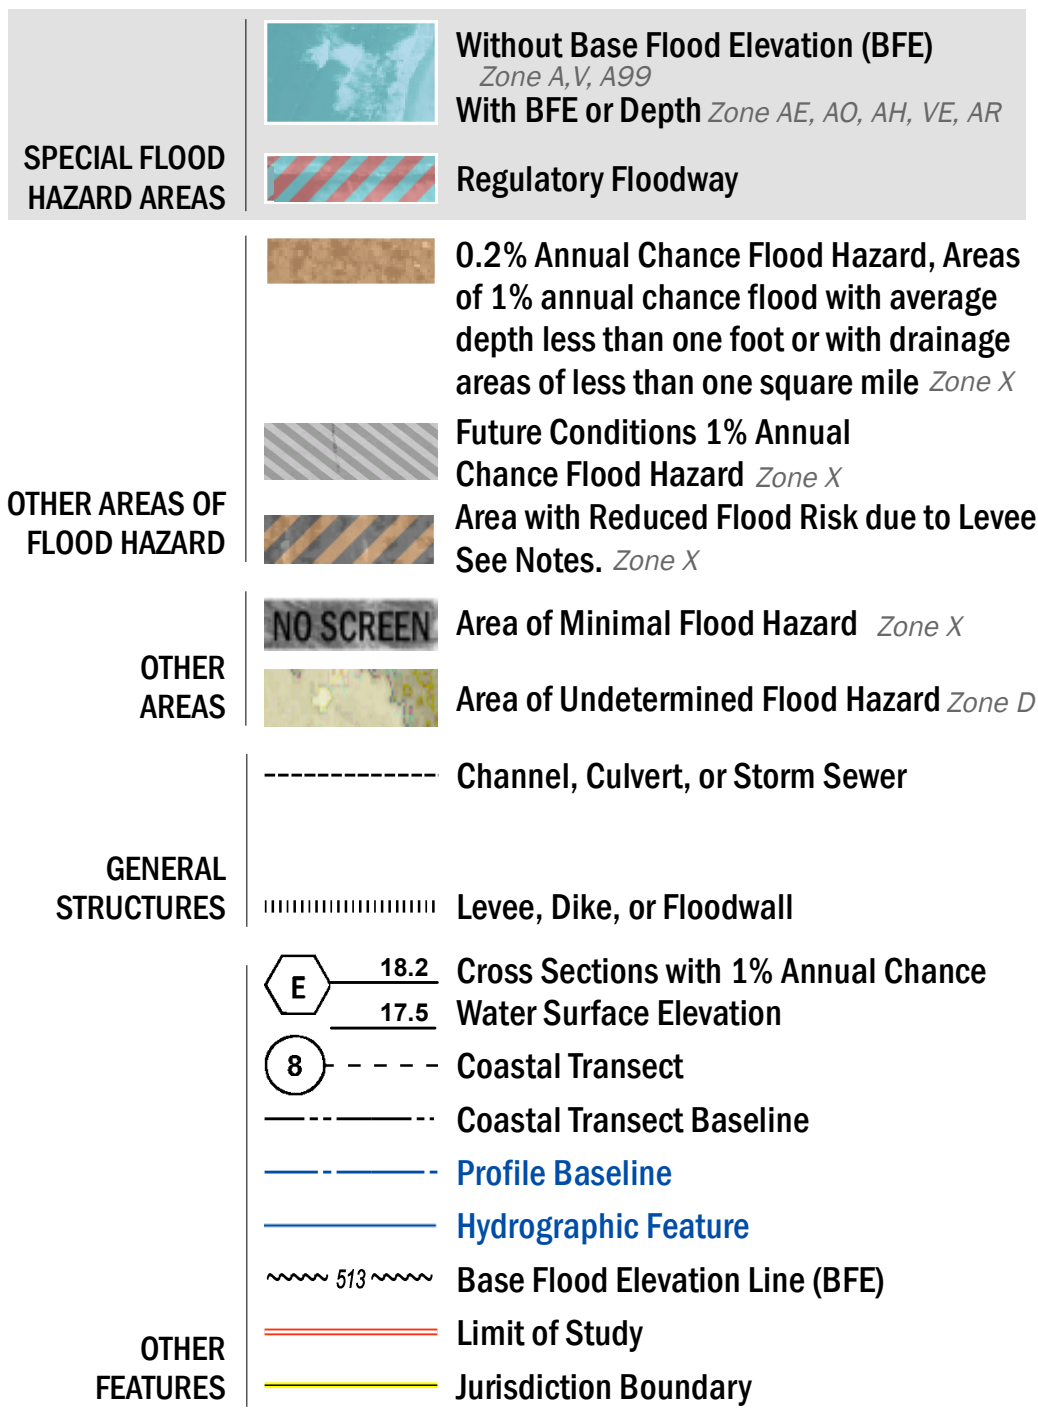 SPECIAL FLOOD
HAZARD AREAS
Without Base Flood Elevation (BFE)
Zone A,V, A99
With BFE or Depth Zone AE, AO, AH, VE, AR
Regulatory Floodway
OTHER AREAS OF
FLOOD HAZARD
0.2% Annual Chance Flood Hazard, Areas
of 1% annual chance flood with average
depth less than one foot or with drainage
areas of less than one square mile Zone X
Future Conditions 1% Annual
Chance Flood Hazard Zone X
Area with Reduced Flood Risk due to Levee
See Notes. Zone X
OTHER
AREAS
NO SCREEN Area of Minimal Flood Hazard Zone X
Area of Undetermined Flood Hazard Zone D
GENERAL
STRUCTURES
Channel, Culvert, or Storm Sewer
Levee, Dike, or Floodwall
OTHER
FEATURES
E 18.2 Cross Sections with 1% Annual Chance
17.5 Water Surface Elevation
8 Coastal Transect
Coastal Transect Baseline
Profile Baseline
Hydrographic Feature
513 Base Flood Elevation Line (BFE)
Limit of Study
Jurisdiction Boundary